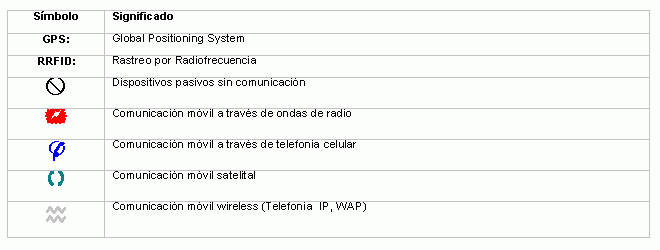 Símbolo Significado
GPS: Global Positioning System
RRFID: Rastreo por Radiofrecuencia
Dispositivos pasivos sin comunicación
Comunicación móvil a través de ondas de radio
Comunicación móvil a través de telefonía celular
Comunicación móvil satelital
Comunicación móvil wireless (Telefonía IP, WAP)